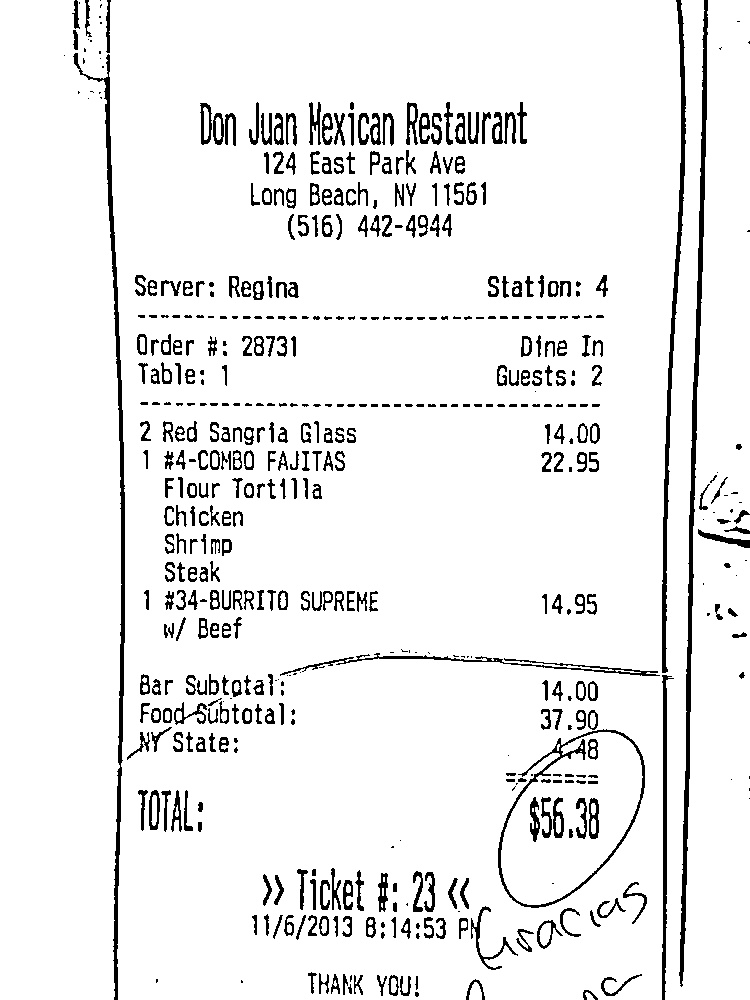 Don Juan Mexican Restaurant
124 East Park Ave
Long Beach, NY 11561
(516) 442-4944
Server: Regina Station: 4
Order #: 28731 Dine In
Table: 1 Guests: 2
2 Red Sangria Glass 14.00
1 #4-COMBO FAJITAS 22.95
Flour Tortilla
Chicken
Shrimp
Steak
1 #34-BURRITO SUPREME 14.95
w/ Beef
Bar Subtotal: 14.00
Food Subtotal: 37.90
NY State: 4.48
TOTAL: $56.38
>> Ticket #: 23 <<
11/6/2013 8:14:53 PM
Gracias
THANK YOU!